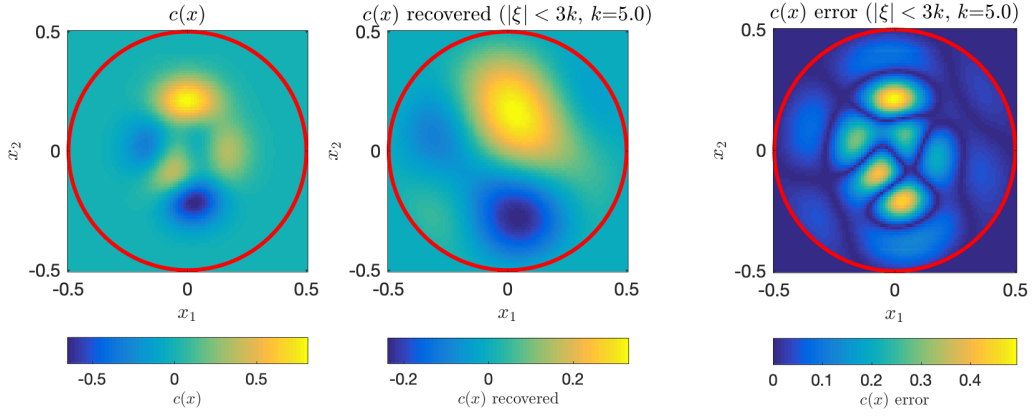 c(x)
c(x) recovered (|ξ| < 3k, k=5.0)
c(x) error (|ξ| < 3k, k=5.0)
0.5
0
-0.5
x₂
-0.5 0 0.5
x₁
0.5
0
-0.5
x₂
-0.5 0 0.5
x₁
0.5
0
-0.5
x₂
-0.5 0 0.5
x₁
-0.5 0 0.5
c(x)
-0.2 0 0.2
c(x) recovered
0 0.1 0.2 0.3 0.4
c(x) error